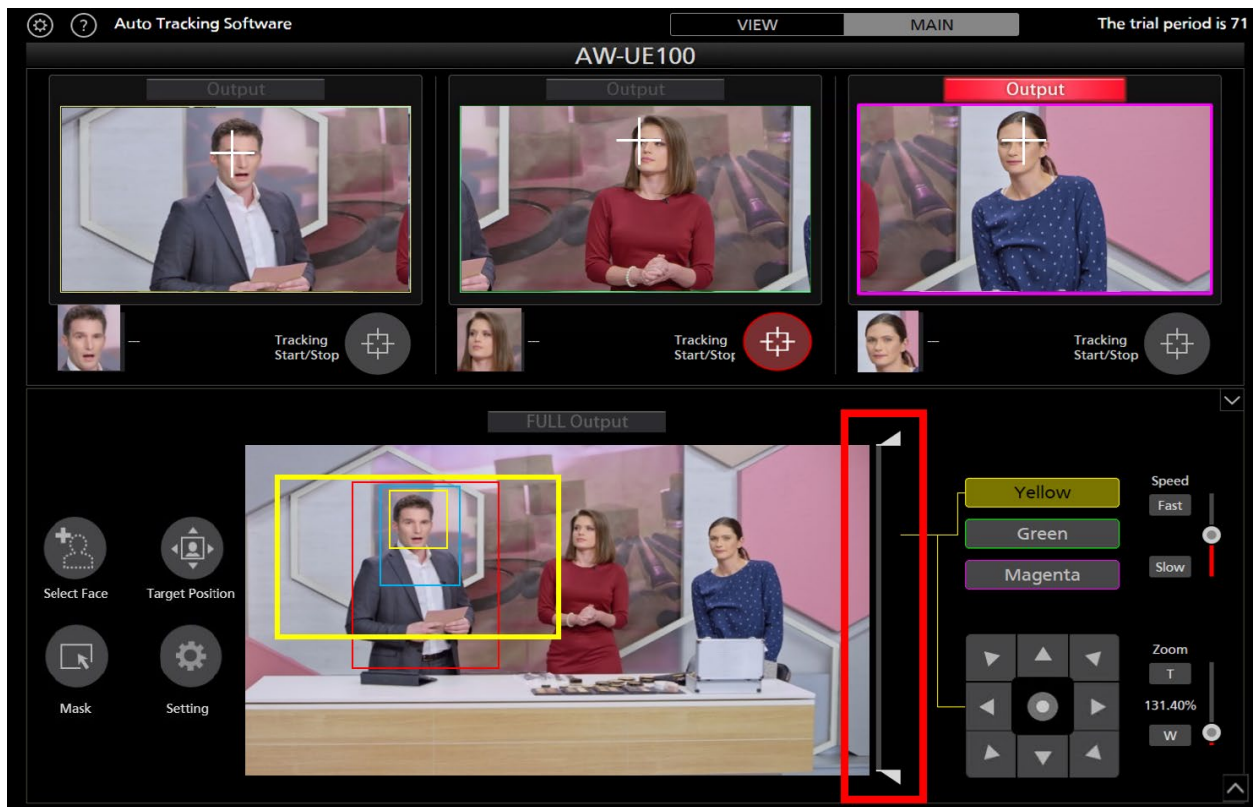 Auto Tracking Software
VIEW
MAIN
The trial period is 71
AW-UE100
Output
Output
Output
Tracking
Start/Stop
Tracking
Start/Stop
Tracking
Start/Stop
FULL Output
Select Face
Target Position
Mask
Setting
Yellow
Green
Magenta
Speed
Fast
Slow
Zoom
T
131.40%
W